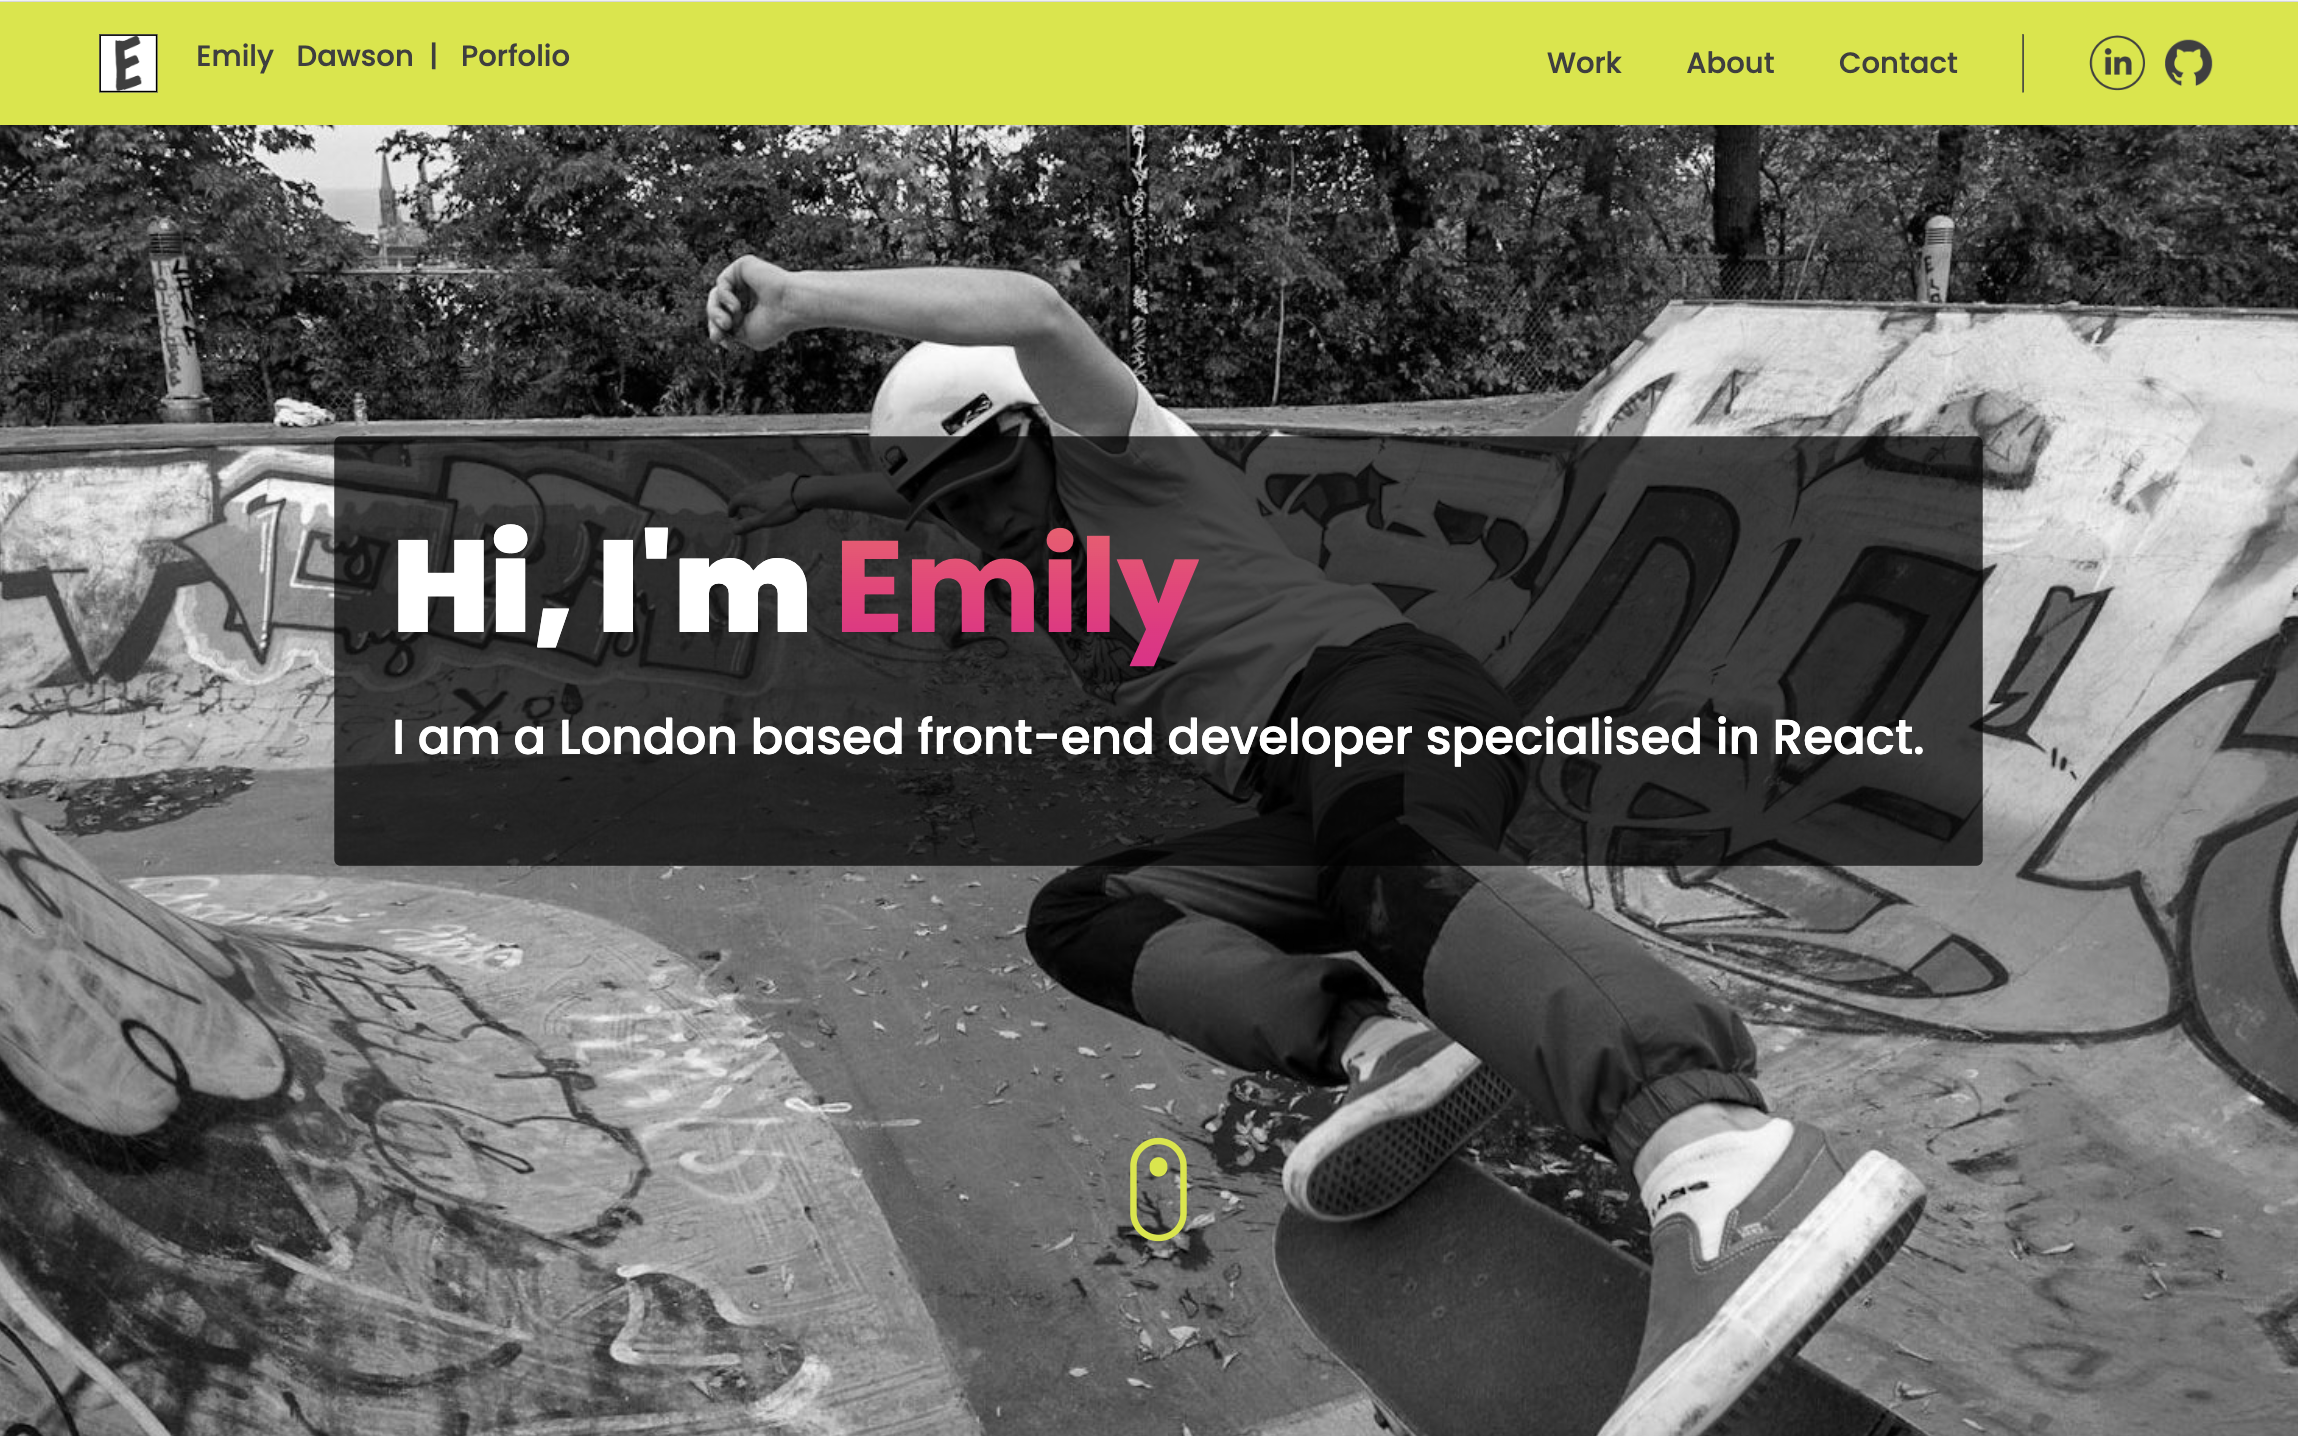 E
Emily Dawson | Porfolio
Work
About
Contact
in
Hi, I'm Emily
I am a London based front-end developer specialised in React.